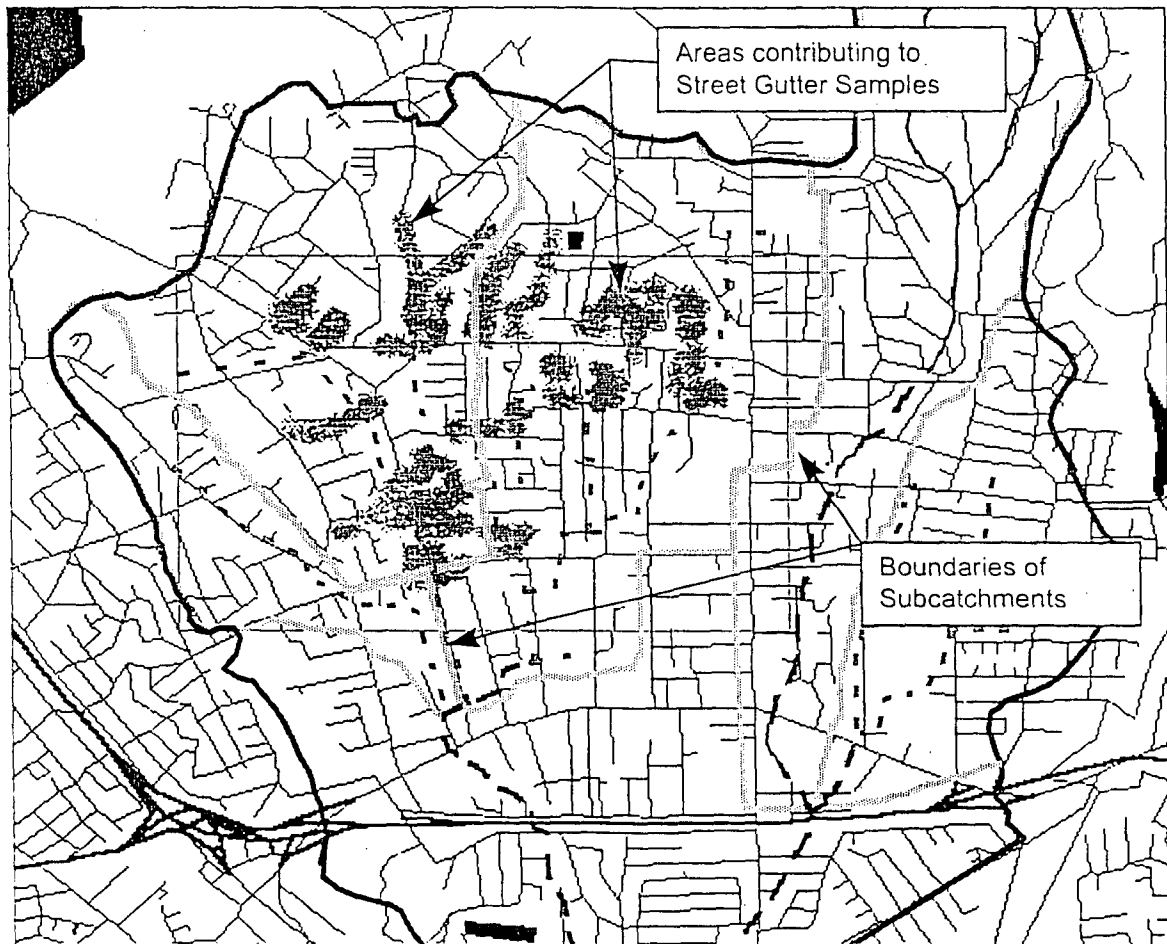 Areas contributing to
Street Gutter Samples
Boundaries of
Subcatchments